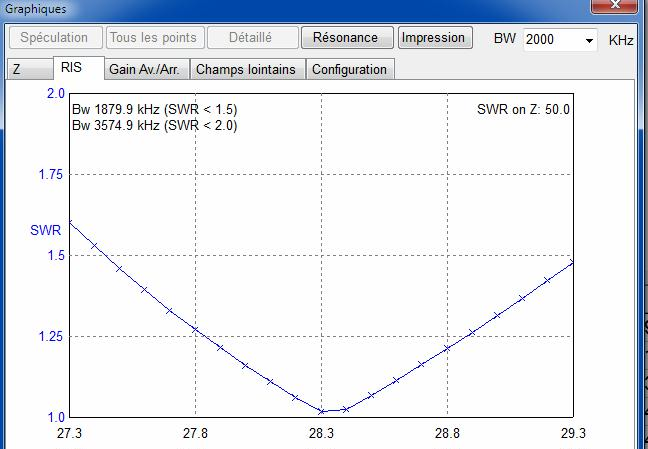 Graphiques
Spéculation Tous les points Détaillé Résonance Impression BW 2000 KHz
Z RIS Gain Av./Arr. Champs lointains Configuration
2.0
Bw 1879.9 kHz (SWR < 1.5) SWR on Z: 50.0
Bw 3574.9 kHz (SWR < 2.0)
1.75
SWR
1.5
1.25
1.0
27.3 27.8 28.3 28.8 29.3